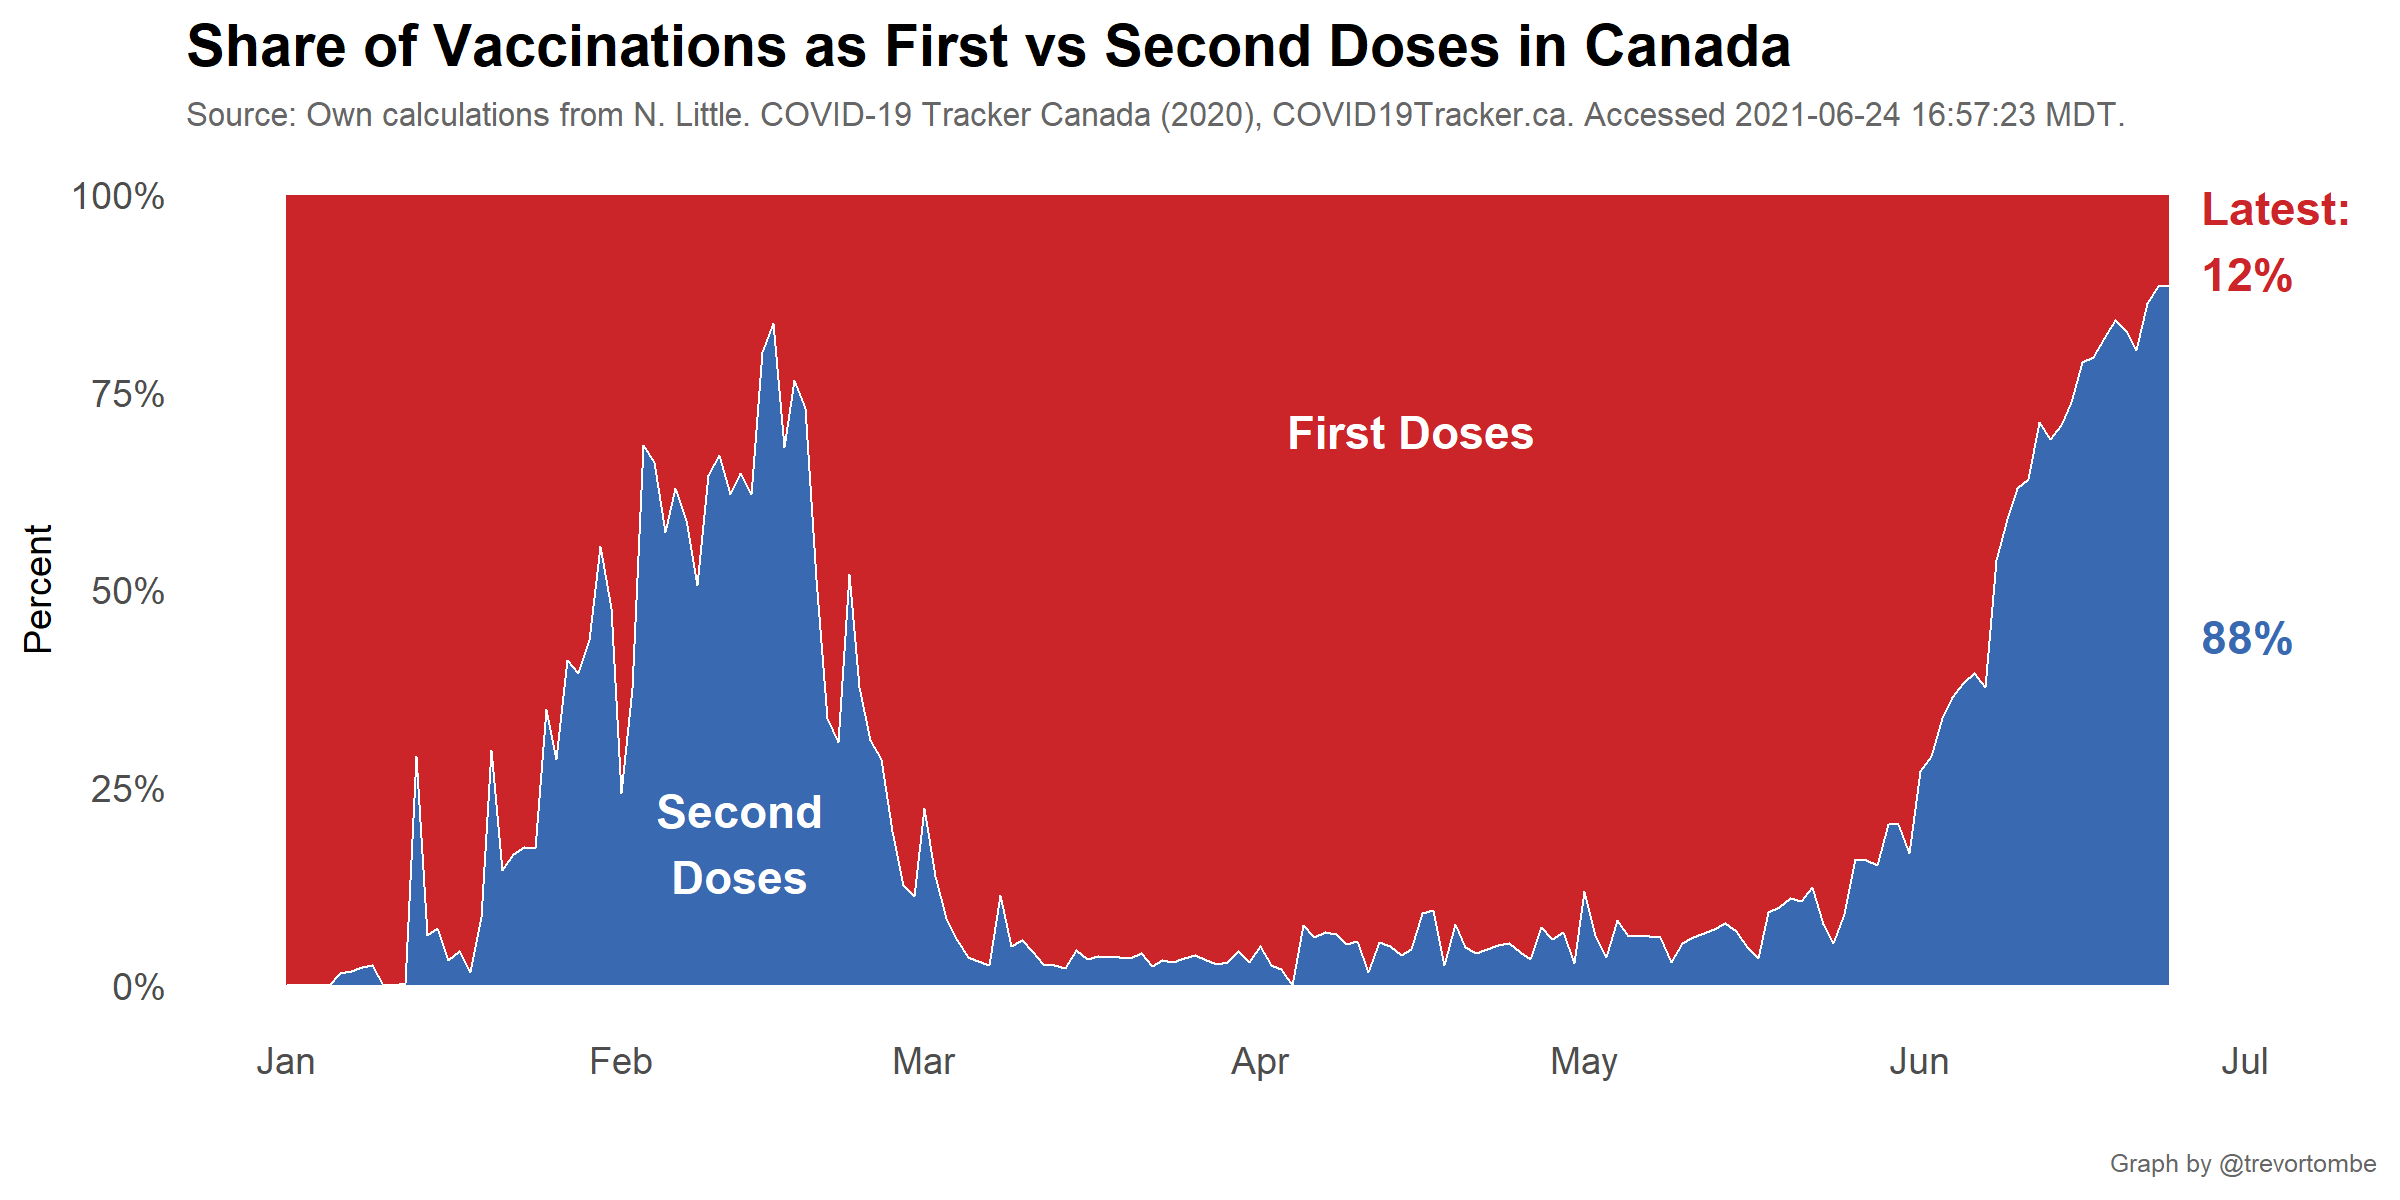 Share of Vaccinations as First vs Second Doses in Canada
Source: Own calculations from N. Little. COVID-19 Tracker Canada (2020), COVID19Tracker.ca. Accessed 2021-06-24 16:57:23 MDT.
Percent
100%
75%
50%
25%
0%
First Doses
Second
Doses
Latest:
12%
88%
Jan Feb Mar Apr May Jun Jul
Graph by @trevortombe